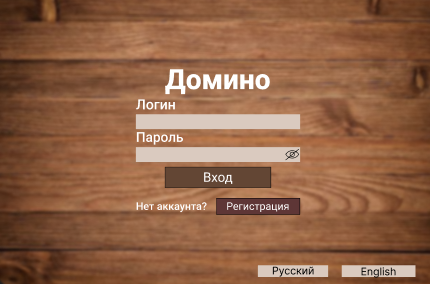 Домино
Логин
Пароль
Вход
Нет аккаунта? Регистрация
Русский English